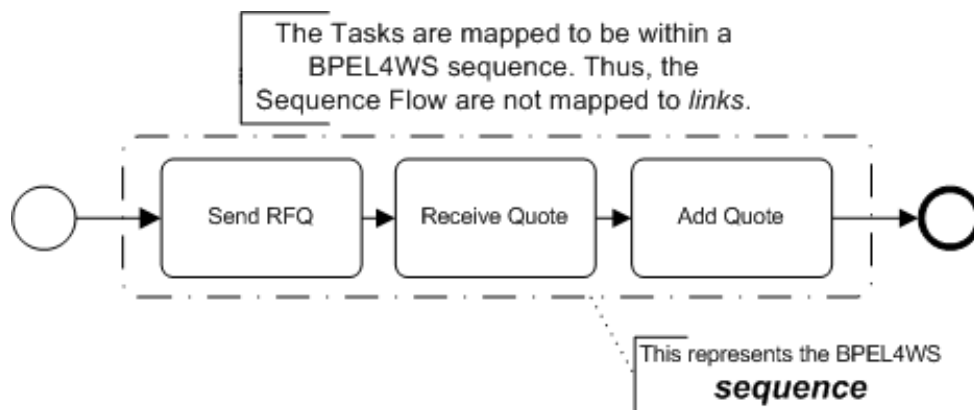 The Tasks are mapped to be within a
BPEL4WS sequence. Thus, the
Sequence Flow are not mapped to links.
Send RFQ
Receive Quote
Add Quote
This represents the BPEL4WS
sequence